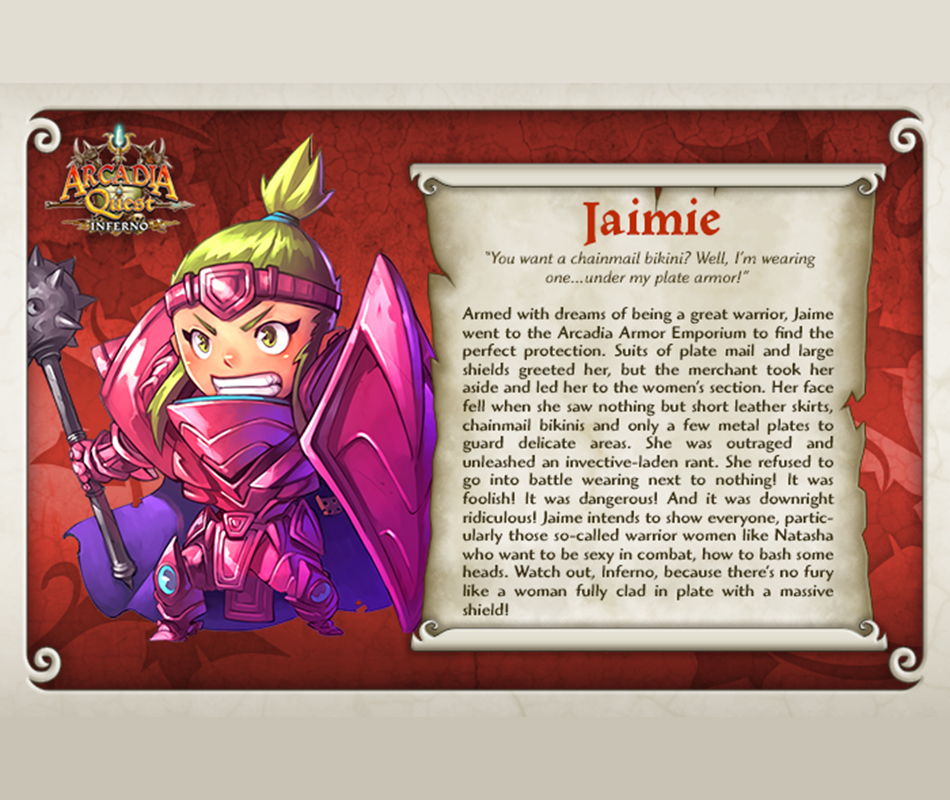 ARCADIA
Quest
INFERNO
Jaimie
"You want a chainmail bikini? Well, I'm wearing
one...under my plate armor!"
Armed with dreams of being a great warrior, Jaime
went to the Arcadia Armor Emporium to find the
perfect protection. Suits of plate mail and large
shields greeted her, but the merchant took her
aside and led her to the women's section. Her face
fell when she saw nothing but short leather skirts,
chainmail bikinis and only a few metal plates to
guard delicate areas. She was outraged and
unleashed an invective-laden rant. She refused to
go into battle wearing next to nothing! It was
foolish! It was dangerous! And it was downright
ridiculous! Jaime intends to show everyone, partic-
ularly those so-called warrior women like Natasha
who want to be sexy in combat, how to bash some
heads. Watch out, Inferno, because there's no fury
like a woman fully clad in plate with a massive
shield!